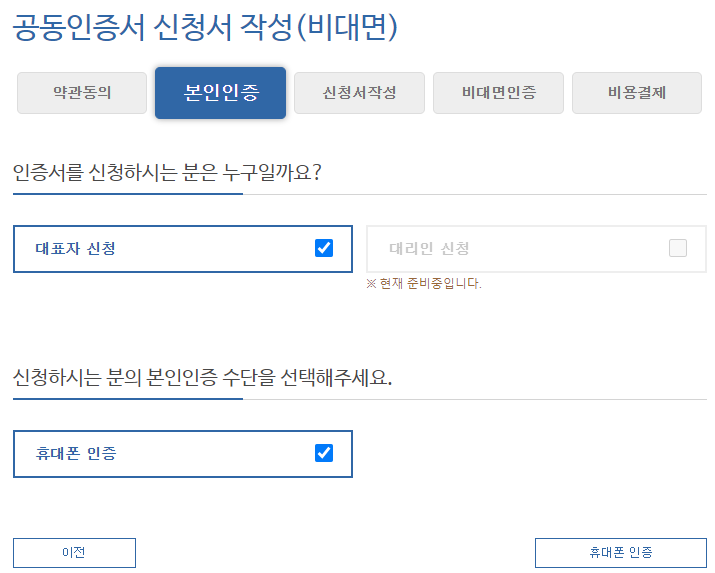 공동인증서 신청서 작성(비대면)
약관동의 본인인증 신청서작성 비대면인증 비용결제
인증서를 신청하시는 분은 누구일까요?
대표자 신청 대리인 신청
※ 현재 준비중입니다.
신청하시는 분의 본인인증 수단을 선택해주세요.
휴대폰 인증
이전 휴대폰 인증